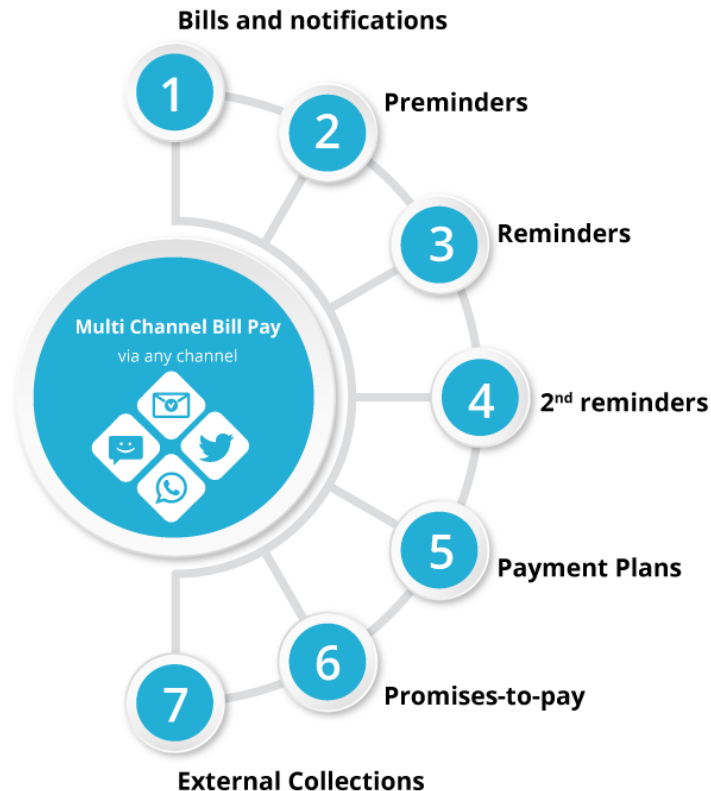 Bills and notifications
1
2
Preminders
3
Reminders
Multi Channel Bill Pay
via any channel
4
2nd reminders
5
Payment Plans
6
Promises-to-pay
7
External Collections